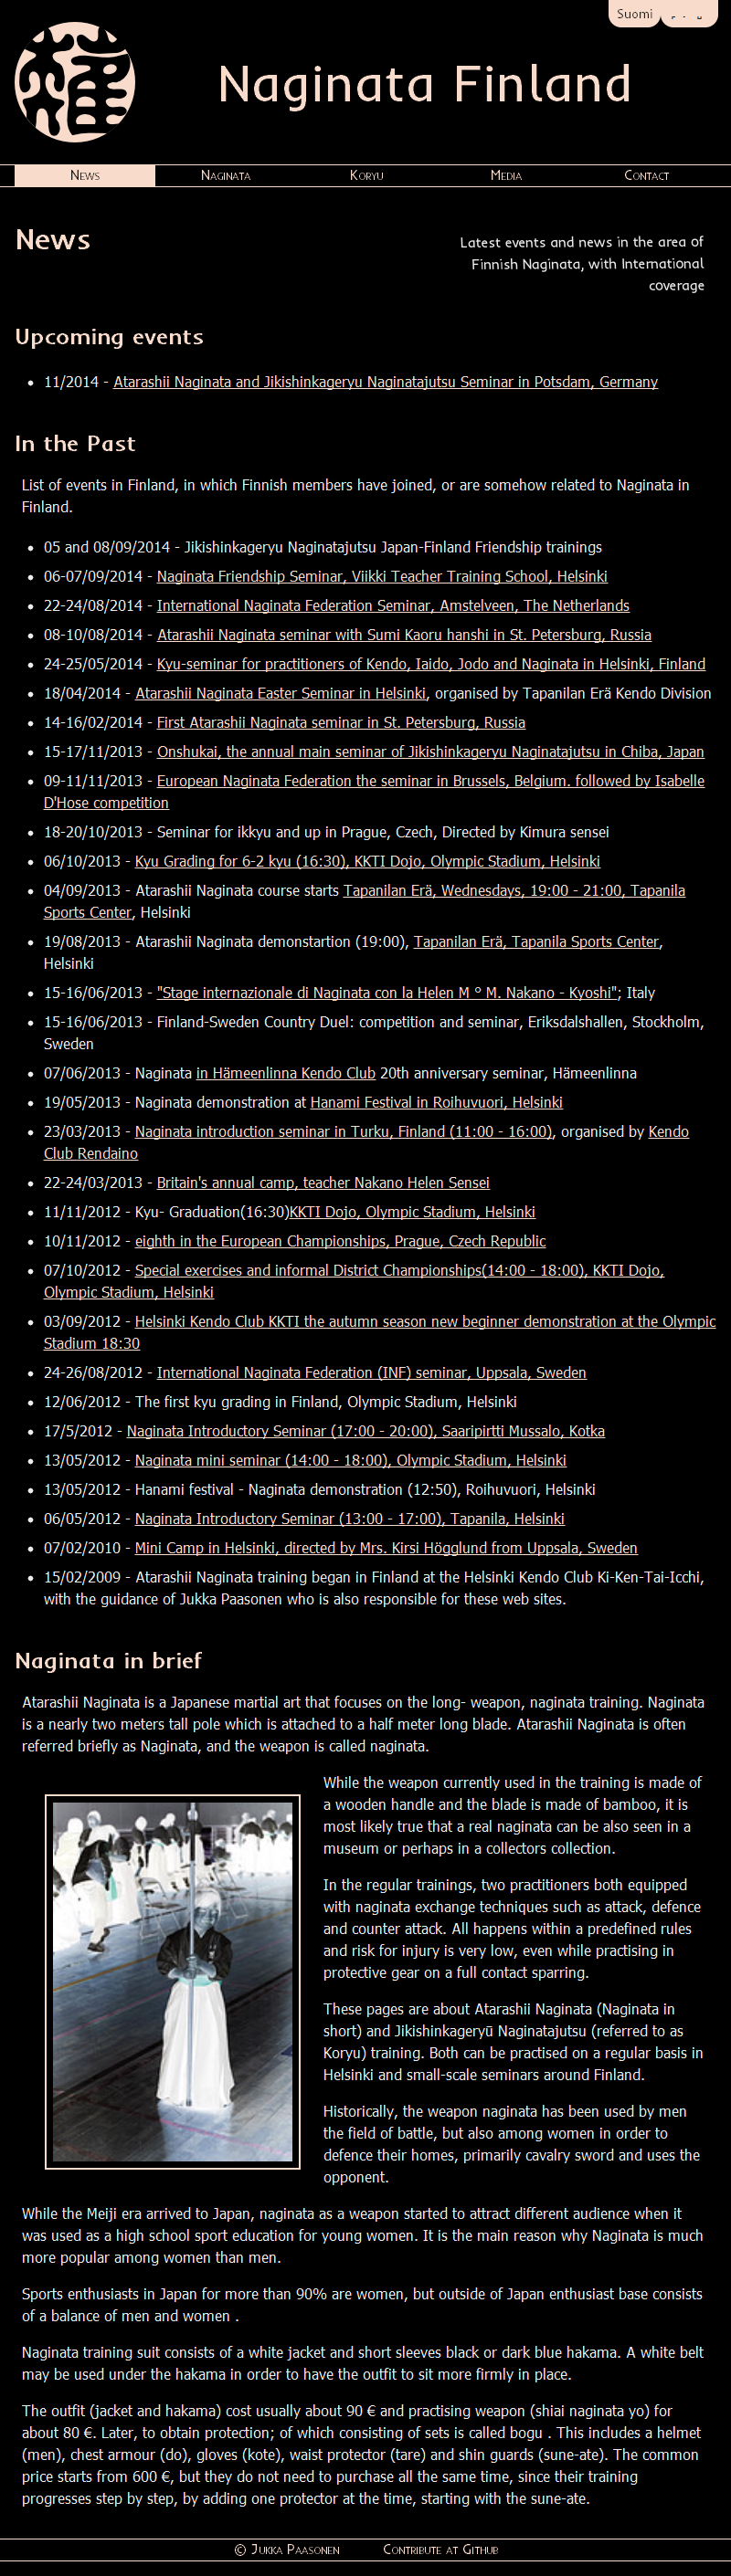 Suomi
Naginata Finland
News Naginata Koryu Media Contact
News
Latest events and news in the area of
Finnish Naginata, with International
coverage
Upcoming events
11/2014 - Atarashii Naginata and Jikishinkageryu Naginatajutsu Seminar in Potsdam, Germany
In the Past
List of events in Finland, in which Finnish members have joined, or are somehow related to Naginata in
Finland.
05 and 08/09/2014 - Jikishinkageryu Naginatajutsu Japan-Finland Friendship trainings
06-07/09/2014 - Naginata Friendship Seminar, Viikki Teacher Training School, Helsinki
22-24/08/2014 - International Naginata Federation Seminar, Amstelveen, The Netherlands
08-10/08/2014 - Atarashii Naginata seminar with Sumi Kaoru hanshi in St. Petersburg, Russia
24-25/05/2014 - Kyu-seminar for practitioners of Kendo, Iaido, Jodo and Naginata in Helsinki, Finland
18/04/2014 - Atarashii Naginata Easter Seminar in Helsinki, organised by Tapanilan Erä Kendo Division
14-16/02/2014 - First Atarashii Naginata seminar in St. Petersburg, Russia
15-17/11/2013 - Onshukai, the annual main seminar of Jikishinkageryu Naginatajutsu in Chiba, Japan
09-11/11/2013 - European Naginata Federation the seminar in Brussels, Belgium. followed by Isabelle
D'Hose competition
18-20/10/2013 - Seminar for ikkyu and up in Prague, Czech, Directed by Kimura sensei
06/10/2013 - Kyu Grading for 6-2 kyu (16:30), KKTI Dojo, Olympic Stadium, Helsinki
04/09/2013 - Atarashii Naginata course starts Tapanilan Erä, Wednesdays, 19:00 - 21:00, Tapanila
Sports Center, Helsinki
19/08/2013 - Atarashii Naginata demonstartion (19:00), Tapanilan Erä, Tapanila Sports Center,
Helsinki
15-16/06/2013 - "Stage internazionale di Naginata con la Helen M ° M. Nakano - Kyoshi"; Italy
15-16/06/2013 - Finland-Sweden Country Duel: competition and seminar, Eriksdalshallen, Stockholm,
Sweden
07/06/2013 - Naginata in Hämeenlinna Kendo Club 20th anniversary seminar, Hämeenlinna
19/05/2013 - Naginata demonstration at Hanami Festival in Roihuvuori, Helsinki
23/03/2013 - Naginata introduction seminar in Turku, Finland (11:00 - 16:00), organised by Kendo
Club Rendaino
22-24/03/2013 - Britain's annual camp, teacher Nakano Helen Sensei
11/11/2012 - Kyu- Graduation(16:30)KKTI Dojo, Olympic Stadium, Helsinki
10/11/2012 - eighth in the European Championships, Prague, Czech Republic
07/10/2012 - Special exercises and informal District Championships(14:00 - 18:00), KKTI Dojo,
Olympic Stadium, Helsinki
03/09/2012 - Helsinki Kendo Club KKTI the autumn season new beginner demonstration at the Olympic
Stadium 18:30
24-26/08/2012 - International Naginata Federation (INF) seminar, Uppsala, Sweden
12/06/2012 - The first kyu grading in Finland, Olympic Stadium, Helsinki
17/5/2012 - Naginata Introductory Seminar (17:00 - 20:00), Saaripirtti Mussalo, Kotka
13/05/2012 - Naginata mini seminar (14:00 - 18:00), Olympic Stadium, Helsinki
13/05/2012 - Hanami festival - Naginata demonstration (12:50), Roihuvuori, Helsinki
06/05/2012 - Naginata Introductory Seminar (13:00 - 17:00), Tapanila, Helsinki
07/02/2010 - Mini Camp in Helsinki, directed by Mrs. Kirsi Högglund from Uppsala, Sweden
15/02/2009 - Atarashii Naginata training began in Finland at the Helsinki Kendo Club Ki-Ken-Tai-Icchi,
with the guidance of Jukka Paasonen who is also responsible for these web sites.
Naginata in brief
Atarashii Naginata is a Japanese martial art that focuses on the long- weapon, naginata training. Naginata
is a nearly two meters tall pole which is attached to a half meter long blade. Atarashii Naginata is often
referred briefly as Naginata, and the weapon is called naginata.
While the weapon currently used in the training is made of
a wooden handle and the blade is made of bamboo, it is
most likely true that a real naginata can be also seen in a
museum or perhaps in a collectors collection.
In the regular trainings, two practitioners both equipped
with naginata exchange techniques such as attack, defence
and counter attack. All happens within a predefined rules
and risk for injury is very low, even while practising in
protective gear on a full contact sparring.
These pages are about Atarashii Naginata (Naginata in
short) and Jikishinkageryū Naginatajutsu (referred to as
Koryu) training. Both can be practised on a regular basis in
Helsinki and small-scale seminars around Finland.
Historically, the weapon naginata has been used by men
the field of battle, but also among women in order to
defence their homes, primarily cavalry sword and uses the
opponent.
While the Meiji era arrived to Japan, naginata as a weapon started to attract different audience when it
was used as a high school sport education for young women. It is the main reason why Naginata is much
more popular among women than men.
Sports enthusiasts in Japan for more than 90% are women, but outside of Japan enthusiast base consists
of a balance of men and women .
Naginata training suit consists of a white jacket and short sleeves black or dark blue hakama. A white belt
may be used under the hakama in order to have the outfit to sit more firmly in place.
The outfit (jacket and hakama) cost usually about 90 € and practising weapon (shiai naginata yo) for
about 80 €. Later, to obtain protection; of which consisting of sets is called bogu . This includes a helmet
(men), chest armour (do), gloves (kote), waist protector (tare) and shin guards (sune-ate). The common
price starts from 600 €, but they do not need to purchase all the same time, since their training
progresses step by step, by adding one protector at the time, starting with the sune-ate.
© Jukka Paasonen Contribute at Github